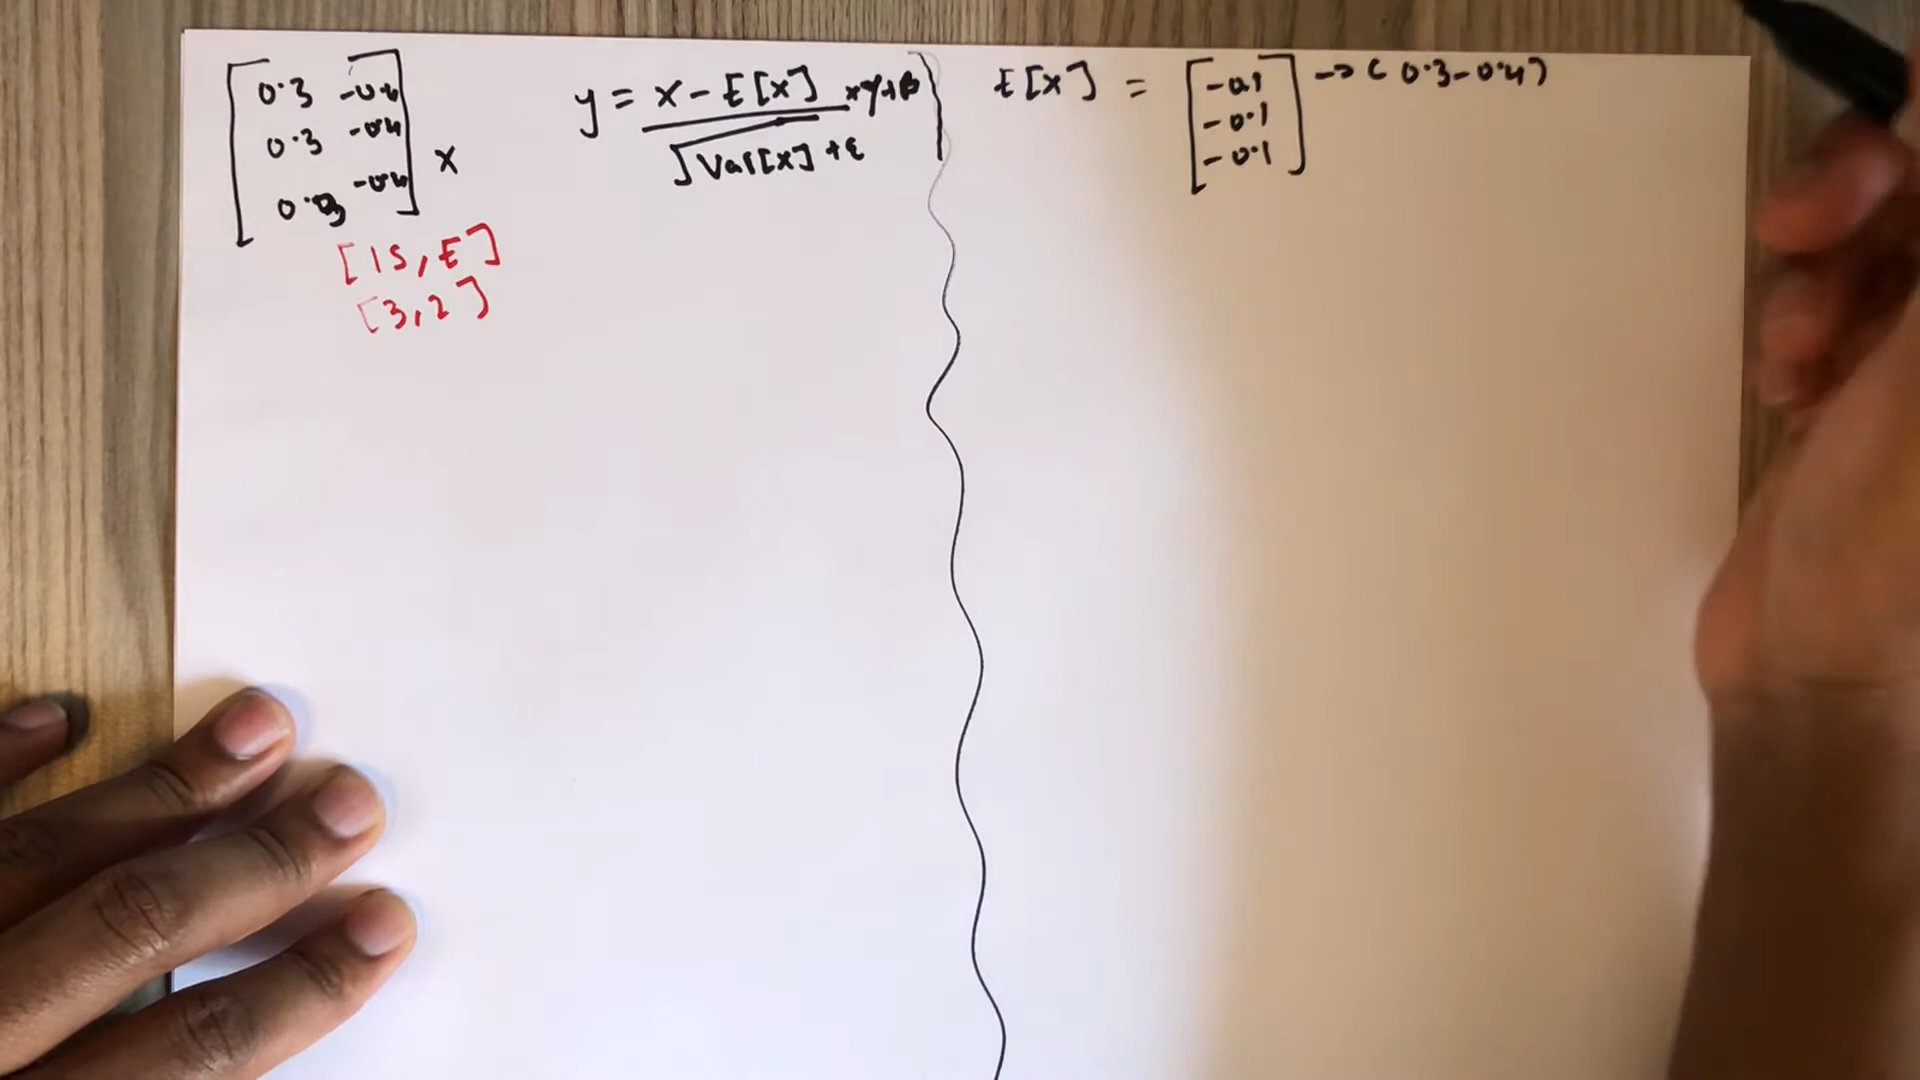 0.3 -0.4
0.3 -0.4
0.3 -0.4
x
[1S, E]
[3,2]
y = x - E[x] / √Var[x] + ε * γ + β
E[x] = [-0.1 → (0.3-0.4)
-0.1
-0.1]